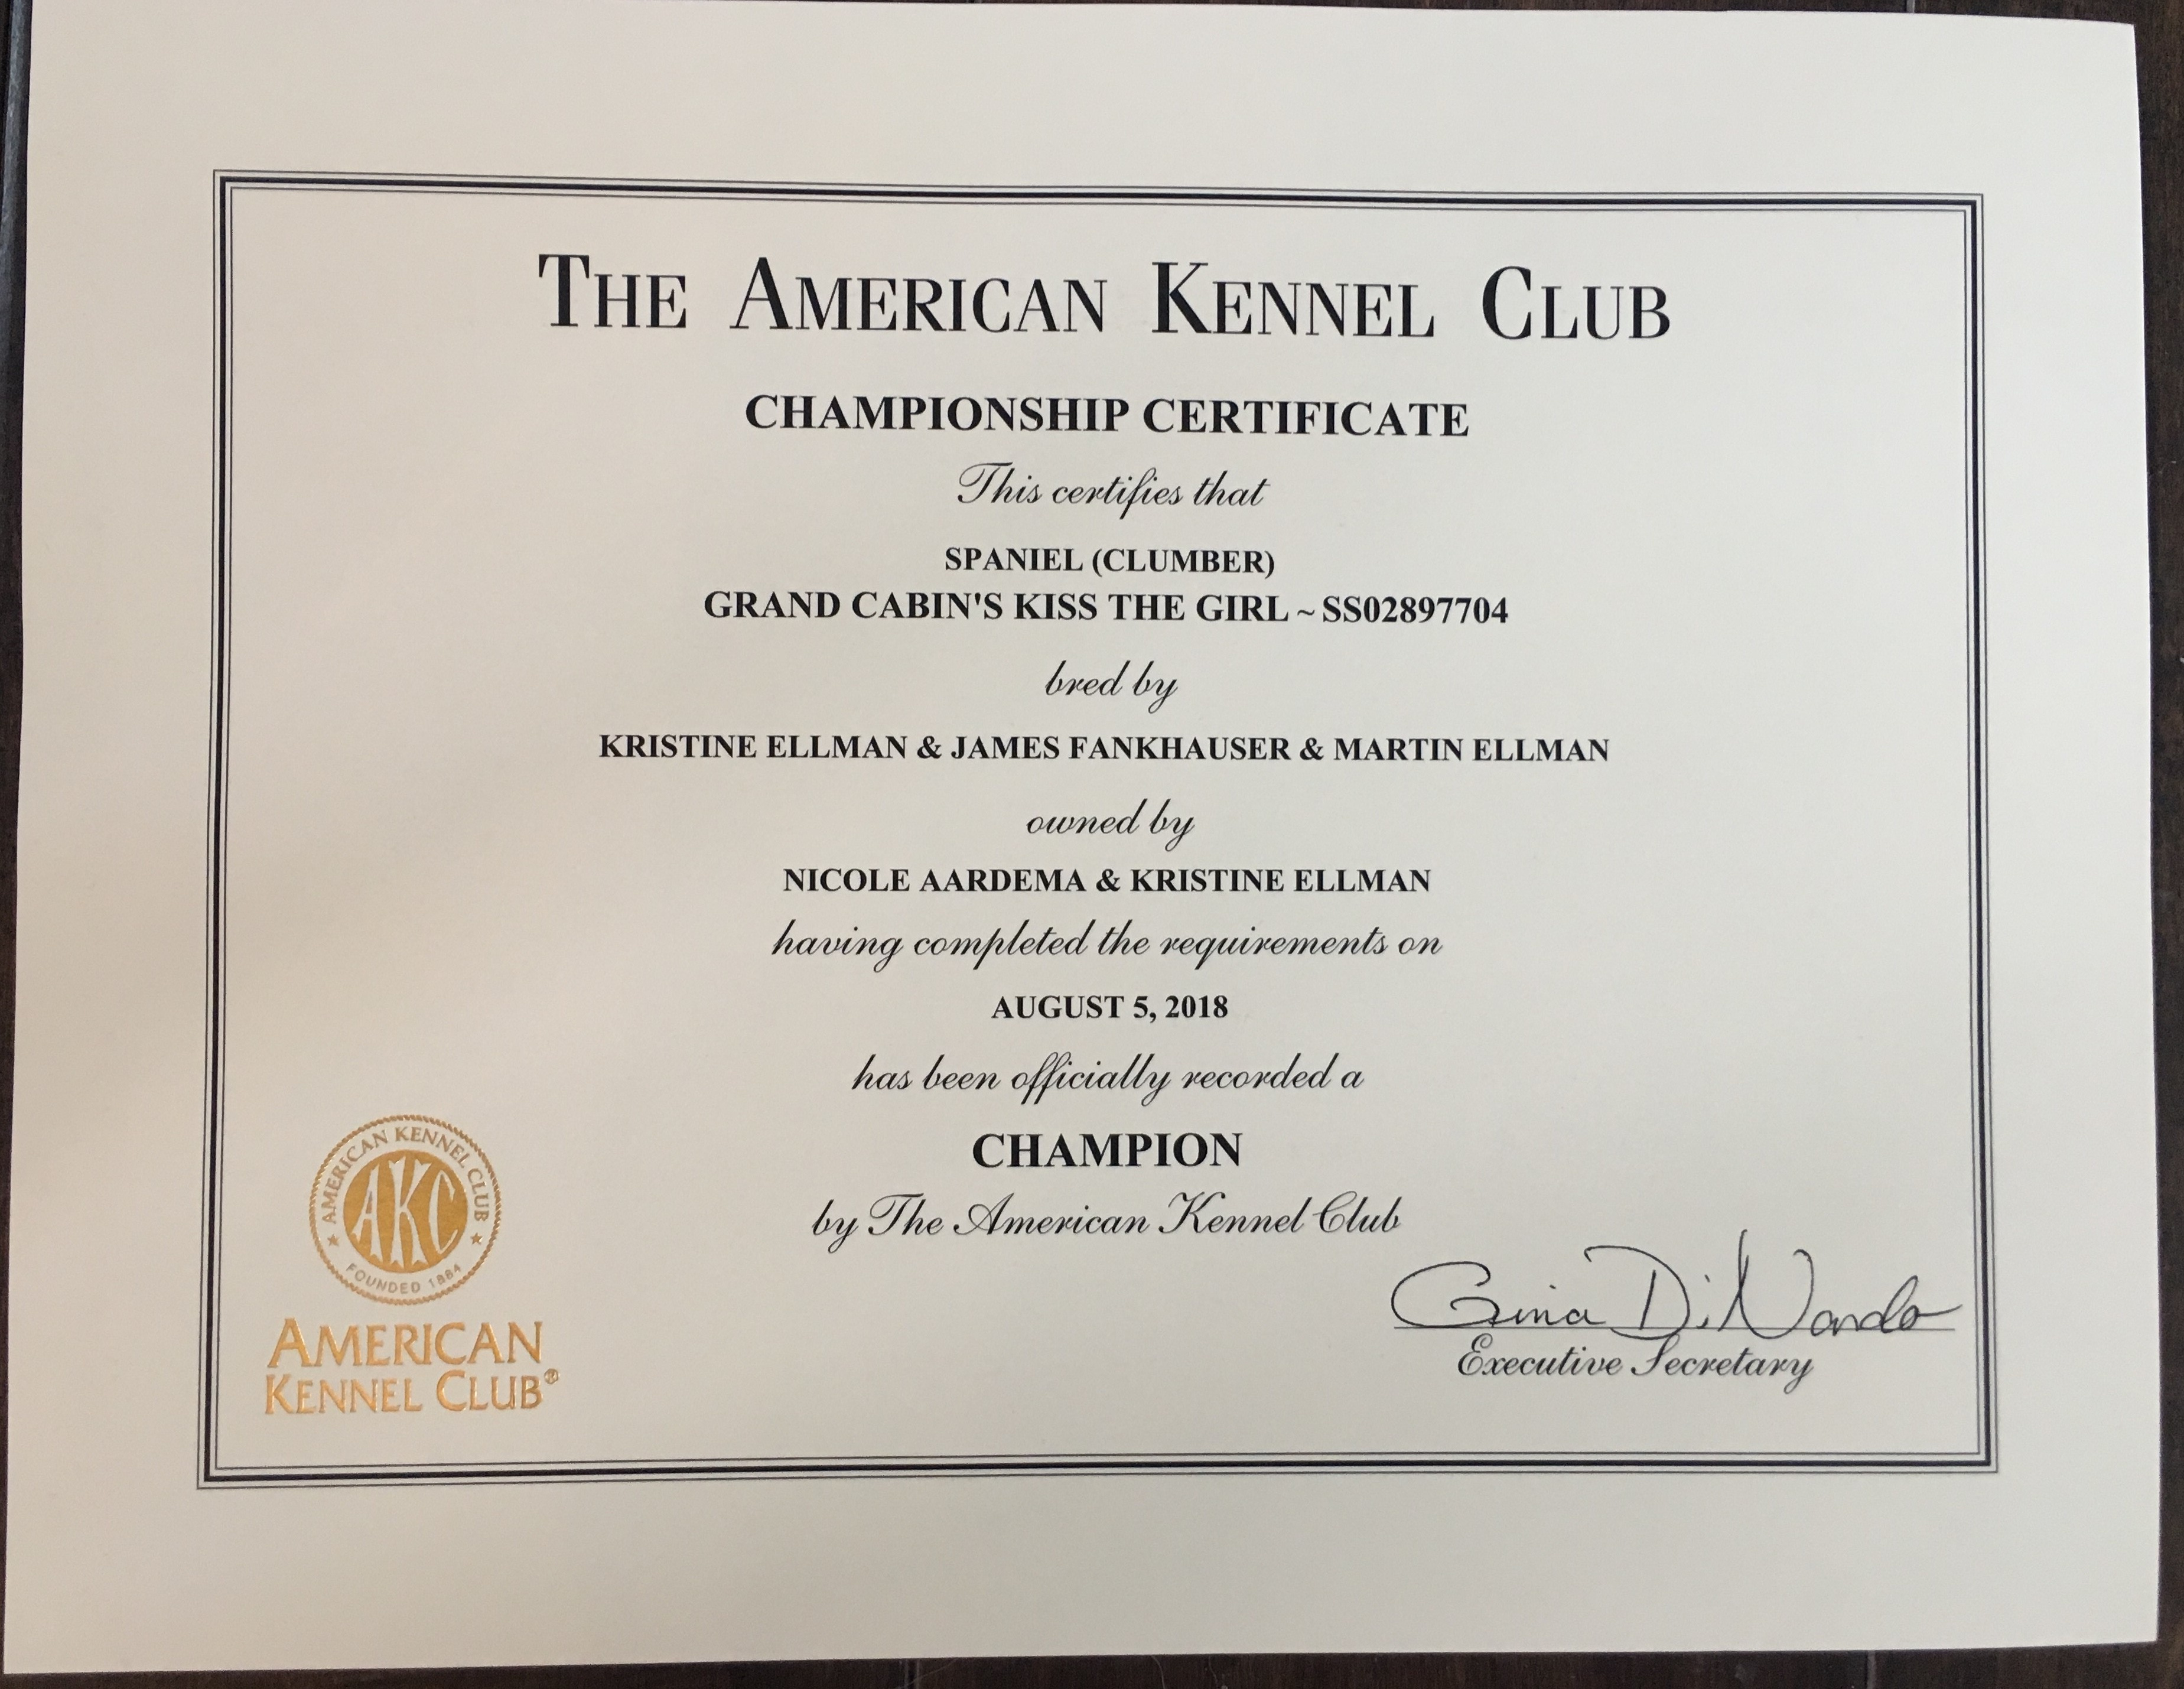 THE AMERICAN KENNEL CLUB
CHAMPIONSHIP CERTIFICATE
This certifies that
SPANIEL (CLUMBER)
GRAND CABIN'S KISS THE GIRL ~ SS02897704
bred by
KRISTINE ELLMAN & JAMES FANKHAUSER & MARTIN ELLMAN
owned by
NICOLE AARDEMA & KRISTINE ELLMAN
having completed the requirements on
AUGUST 5, 2018
has been officially recorded a
CHAMPION
by The American Kennel Club
AMERICAN KENNEL CLUB
AKC
FOUNDED 1884
AMERICAN
KENNEL CLUB®
Gina DiNardo
Executive Secretary